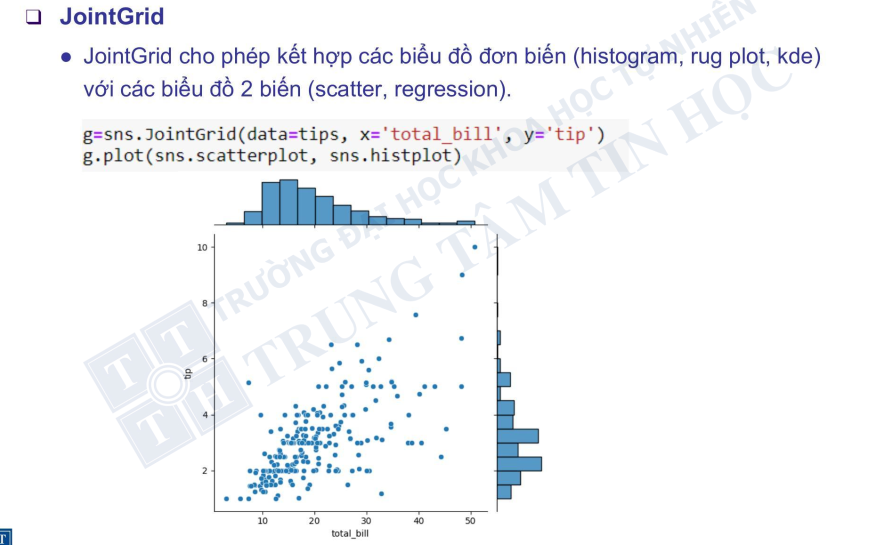 JointGrid
JointGrid cho phép kết hợp các biểu đồ đơn biến (histogram, rug plot, kde)
với các biểu đồ 2 biến (scatter, regression).
g=sns.JointGrid(data=tips, x='total_bill', y='tip')
g.plot(sns.scatterplot, sns.histplot)
TRƯỜNG ĐẠI HỌC KHOA HỌC TỰ NHIÊN
TRUNG TÂM TIN HỌC
T T
T H
10
8
6
4
2
tip
10 20 30 40 50
total_bill
T